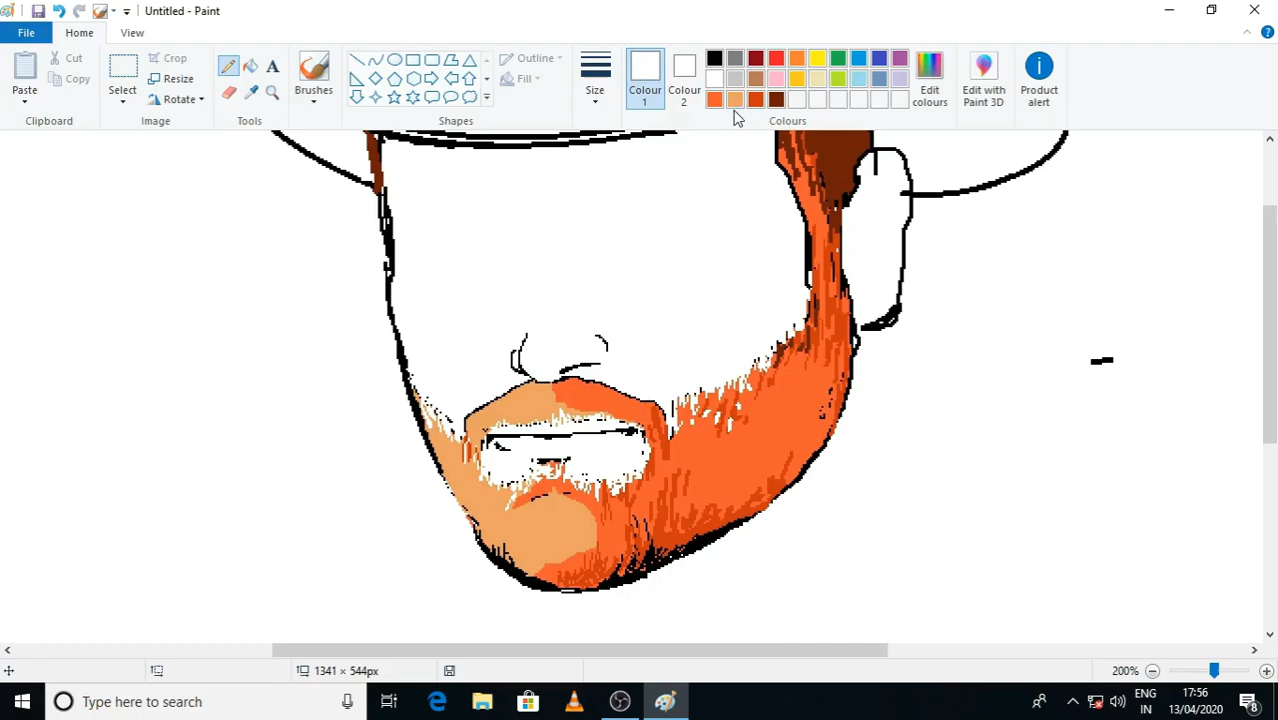 Untitled - Paint
File
Home
View
Paste
Cut
Copy
Clipboard
Select
Crop
Resize
Rotate
Image
A
Tools
Brushes
Outline
Fill
Shapes
Size
Colour 1
Colour 2
Edit colours
Colours
Edit with Paint 3D
Product alert
1341 × 544px
200%
Type here to search
ENG
IN
17:56
13/04/2020
8